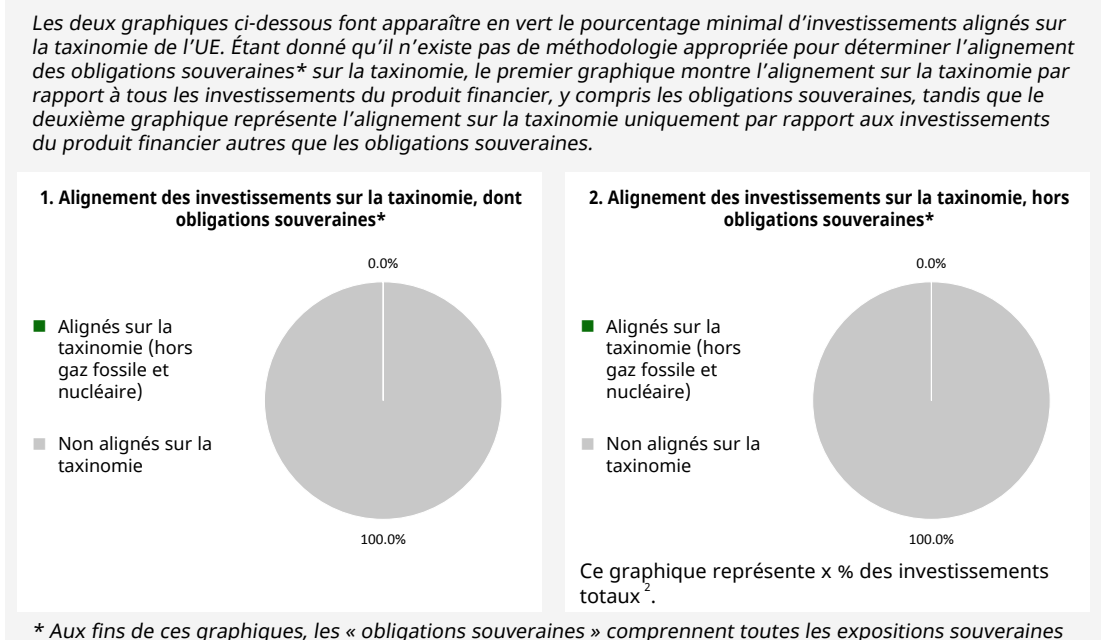 Les deux graphiques ci-dessous font apparaître en vert le pourcentage minimal d’investissements alignés sur
la taxinomie de l’UE. Étant donné qu’il n’existe pas de méthodologie appropriée pour déterminer l’alignement
des obligations souveraines* sur la taxinomie, le premier graphique montre l’alignement sur la taxinomie par
rapport à tous les investissements du produit financier, y compris les obligations souveraines, tandis que le
deuxième graphique représente l’alignement sur la taxinomie uniquement par rapport aux investissements
du produit financier autres que les obligations souveraines.
1. Alignement des investissements sur la taxinomie, dont
obligations souveraines*
0.0%
Alignés sur la
taxinomie (hors
gaz fossile et
nucléaire)
Non alignés sur la
taxinomie
100.0%
2. Alignement des investissements sur la taxinomie, hors
obligations souveraines*
0.0%
Alignés sur la
taxinomie (hors
gaz fossile et
nucléaire)
Non alignés sur la
taxinomie
100.0%
Ce graphique représente x % des investissements
totaux ².
* Aux fins de ces graphiques, les « obligations souveraines » comprennent toutes les expositions souveraines